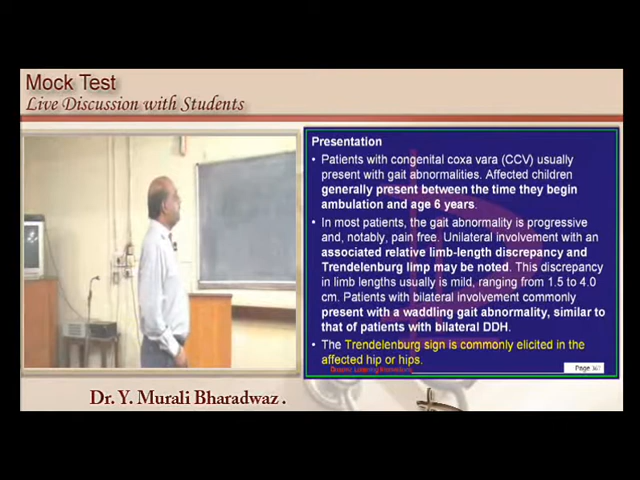 Mock Test
Live Discussion with Students
Presentation
• Patients with congenital coxa vara (CCV) usually
present with gait abnormalities. Affected children
generally present between the time they begin
ambulation and age 6 years.
• In most patients, the gait abnormality is progressive
and, notably, pain free. Unilateral involvement with an
associated relative limb-length discrepancy and
Trendelenburg limp may be noted. This discrepancy
in limb lengths usually is mild, ranging from 1.5 to 4.0
cm. Patients with bilateral involvement commonly
present with a waddling gait abnormality, similar to
that of patients with bilateral DDH.
• The Trendelenburg sign is commonly elicited in the
affected hip or hips.
Page 367
Dr. Y. Murali Bharadwaz .